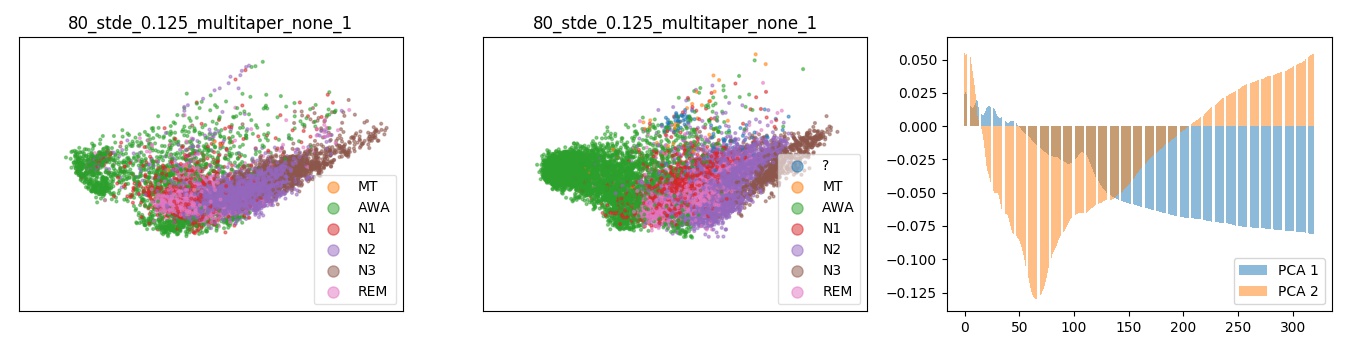 80_stde_0.125_multitaper_none_1
MT
AWA
N1
N2
N3
REM
80_stde_0.125_multitaper_none_1
?
MT
AWA
N1
N2
N3
REM
0.050
0.025
0.000
−0.025
−0.050
−0.075
−0.100
−0.125
0 50 100 150 200 250 300
PCA 1
PCA 2